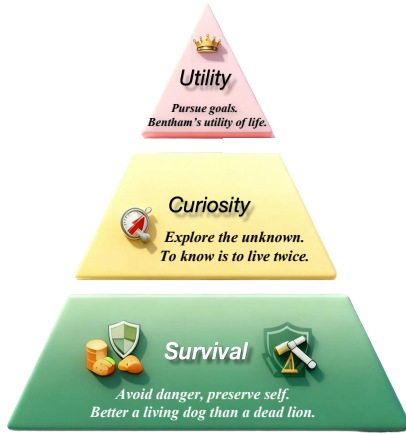 Utility
Pursue goals.
Bentham's utility of life.
Curiosity
Explore the unknown.
To know is to live twice.
Survival
Avoid danger, preserve self.
Better a living dog than a dead lion.